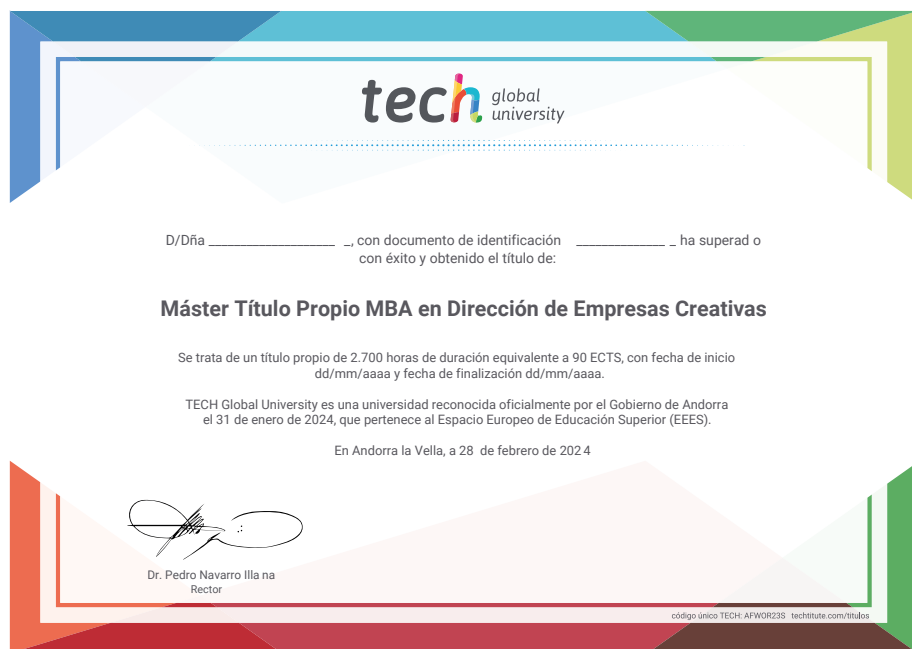 tech global university
D/Dña ____________________ _, con documento de identificación ______________ _ ha superad o
con éxito y obtenido el título de:
Máster Título Propio MBA en Dirección de Empresas Creativas
Se trata de un título propio de 2.700 horas de duración equivalente a 90 ECTS, con fecha de inicio
dd/mm/aaaa y fecha de finalización dd/mm/aaaa.
TECH Global University es una universidad reconocida oficialmente por el Gobierno de Andorra
el 31 de enero de 2024, que pertenece al Espacio Europeo de Educación Superior (EEES).
En Andorra la Vella, a 28 de febrero de 2024
Dr. Pedro Navarro Illa na
Rector
código único TECH: AFWOR23S techtitute.com/titulos